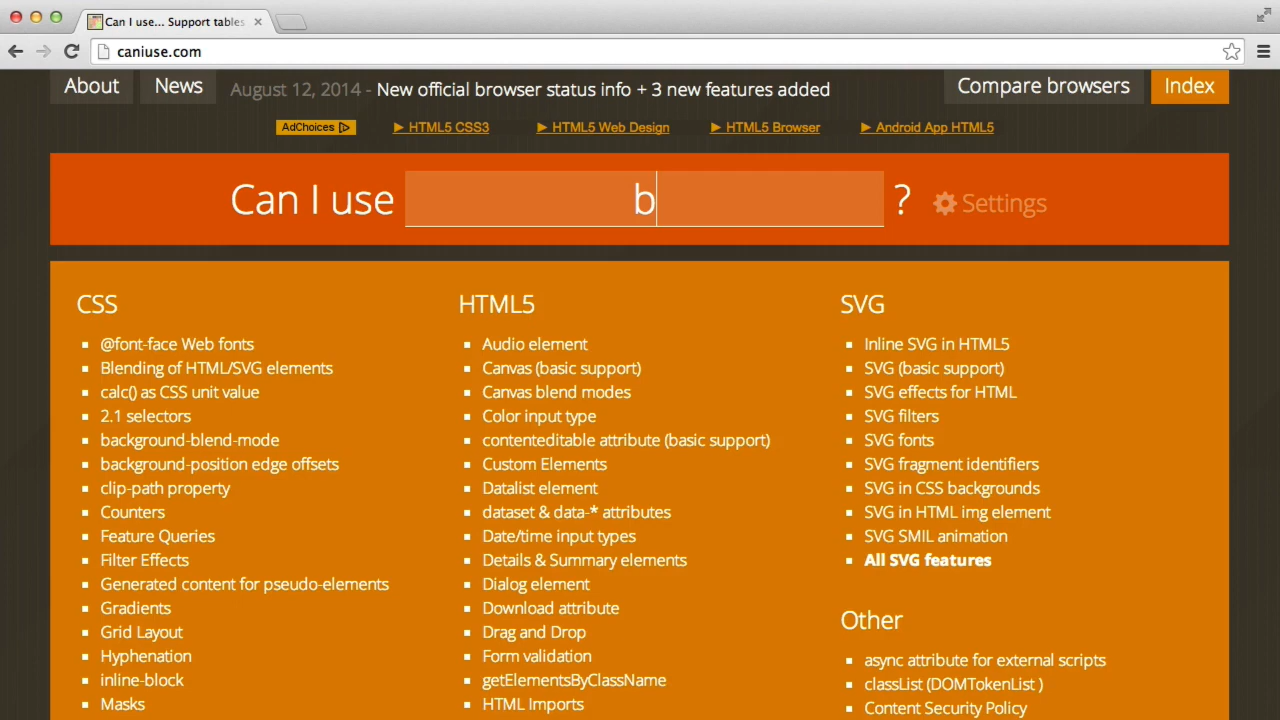 Can I use... Support tables
caniuse.com
About News August 12, 2014 - New official browser status info + 3 new features added Compare browsers Index
AdChoices HTML5 CSS3 HTML5 Web Design HTML5 Browser Android App HTML5
Can I use b ? Settings
CSS
@font-face Web fonts
Blending of HTML/SVG elements
calc() as CSS unit value
2.1 selectors
background-blend-mode
background-position edge offsets
clip-path property
Counters
Feature Queries
Filter Effects
Generated content for pseudo-elements
Gradients
Grid Layout
Hyphenation
inline-block
Masks
HTML5
Audio element
Canvas (basic support)
Canvas blend modes
Color input type
contenteditable attribute (basic support)
Custom Elements
Datalist element
dataset & data-* attributes
Date/time input types
Details & Summary elements
Dialog element
Download attribute
Drag and Drop
Form validation
getElementsByClassName
HTML Imports
SVG
Inline SVG in HTML5
SVG (basic support)
SVG effects for HTML
SVG filters
SVG fonts
SVG fragment identifiers
SVG in CSS backgrounds
SVG in HTML img element
SVG SMIL animation
All SVG features
Other
async attribute for external scripts
classList (DOMTokenList )
Content Security Policy